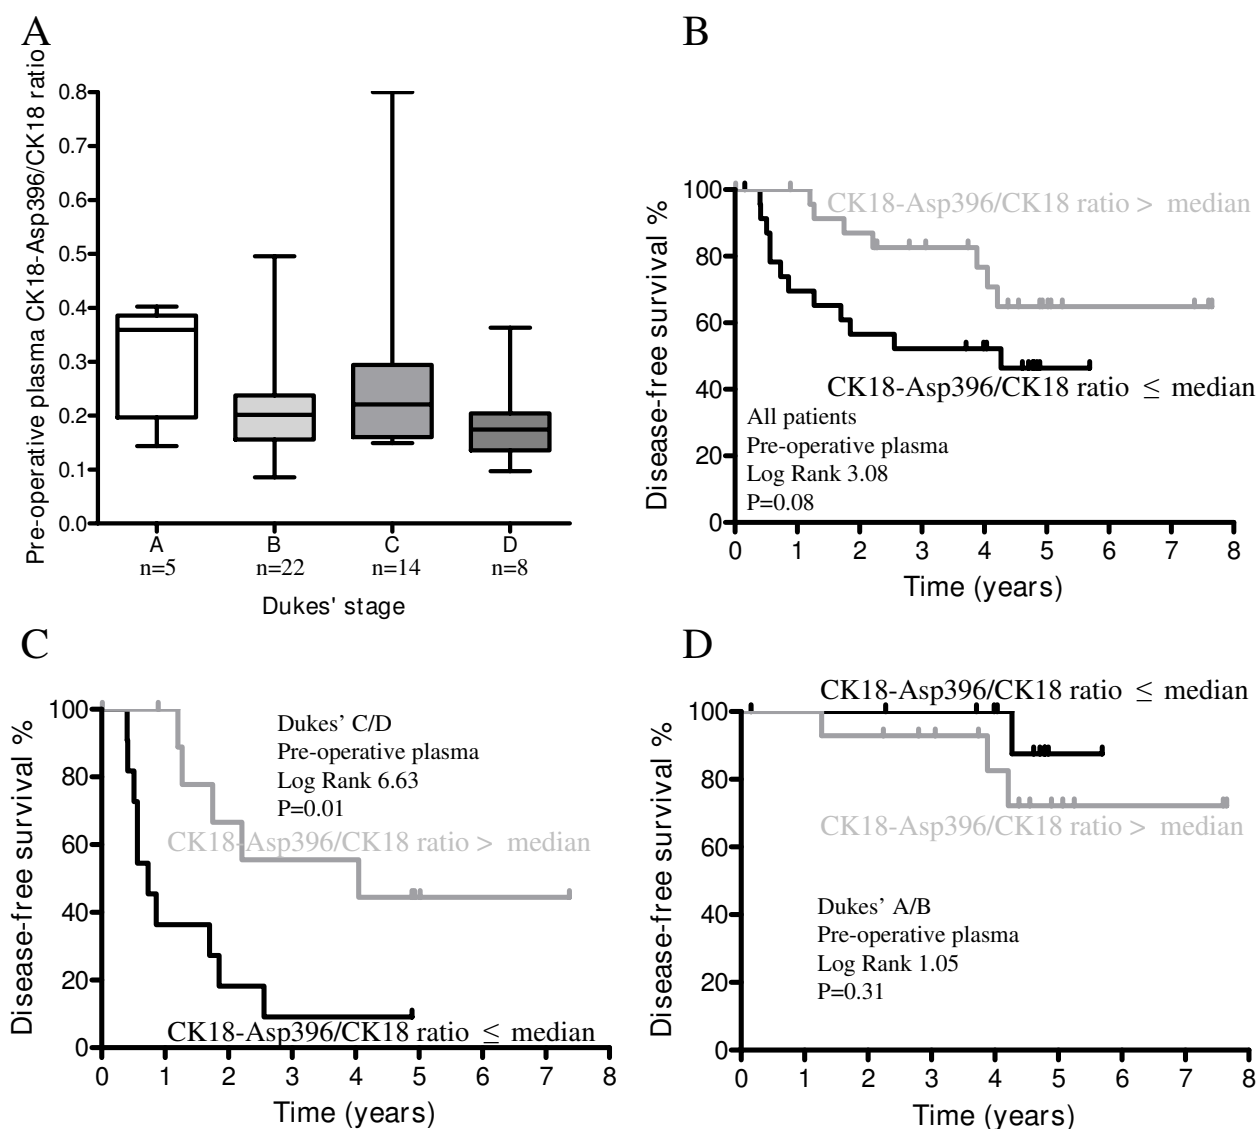 A
Pre-operative plasma CK18-Asp396/CK18 ratio
0.8
0.7
0.6
0.5
0.4
0.3
0.2
0.1
0.0
A B C D
n=5 n=22 n=14 n=8
Dukes' stage
B
Disease-free survival %
100
80
60
40
20
0
CK18-Asp396/CK18 ratio > median
CK18-Asp396/CK18 ratio ≤ median
All patients
Pre-operative plasma
Log Rank 3.08
P=0.08
0 1 2 3 4 5 6 7 8
Time (years)
C
Disease-free survival %
100
80
60
40
20
0
Dukes’ C/D
Pre-operative plasma
Log Rank 6.63
P=0.01
CK18-Asp396/CK18 ratio > median
CK18-Asp396/CK18 ratio ≤ median
0 1 2 3 4 5 6 7 8
Time (years)
D
Disease-free survival %
CK18-Asp396/CK18 ratio ≤ median
100
80
60
40
20
0
CK18-Asp396/CK18 ratio > median
Dukes’ A/B
Pre-operative plasma
Log Rank 1.05
P=0.31
0 1 2 3 4 5 6 7 8
Time (years)